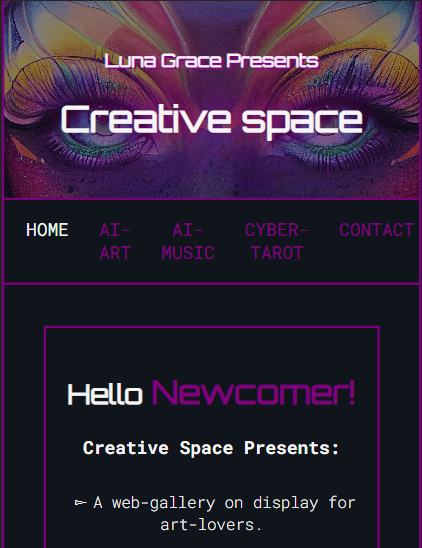 Luna Grace Presents
Creative space
HOME AI-ART AI-MUSIC CYBER-TAROT CONTACT
Hello Newcomer!
Creative Space Presents:
➳ A web-gallery on display for
art-lovers.